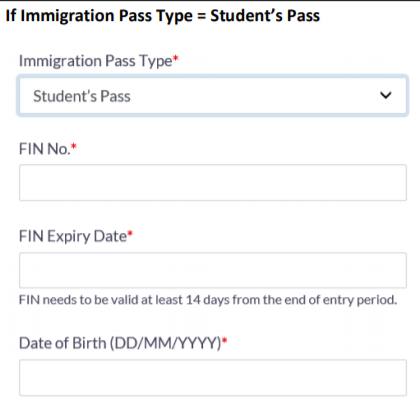 If Immigration Pass Type = Student’s Pass
Immigration Pass Type*
Student's Pass
FIN No.*
FIN Expiry Date*
FIN needs to be valid at least 14 days from the end of entry period.
Date of Birth (DD/MM/YYYY)*